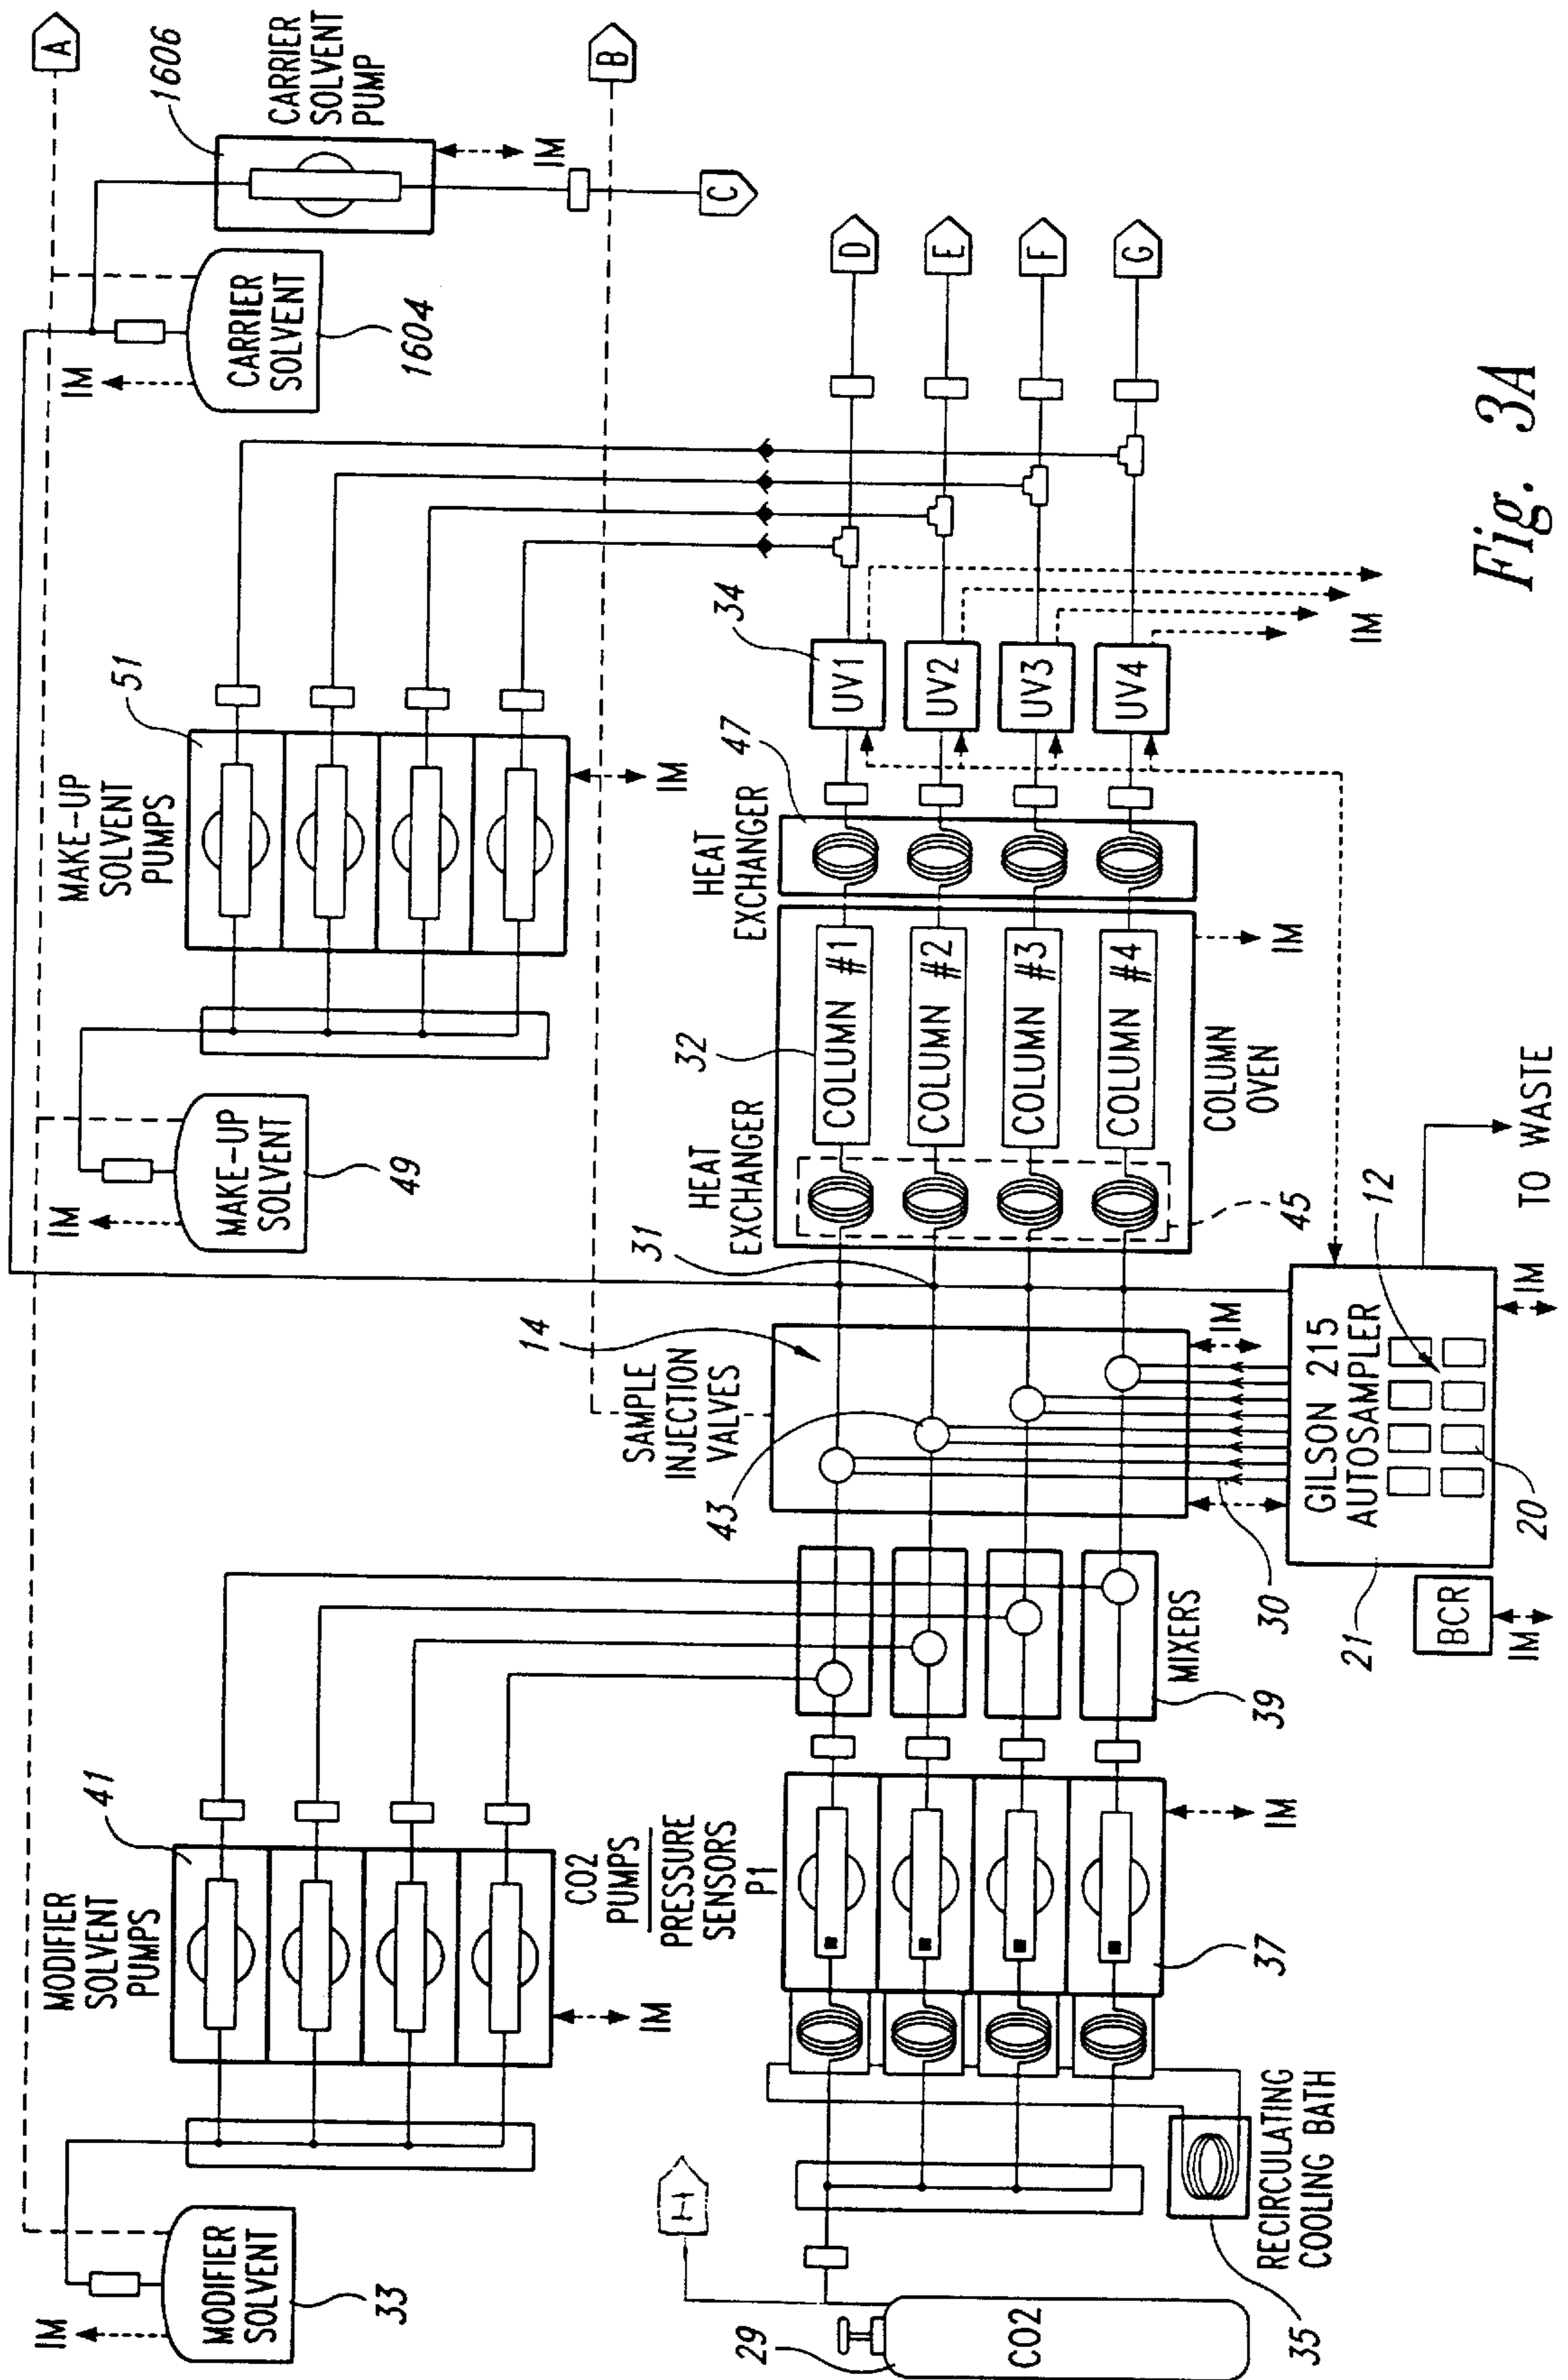 A
1606
CARRIER
SOLVENT
PUMP
IM
B
C
IM
CARRIER
SOLVENT
1604
MAKE-UP
SOLVENT
PUMPS
51
IM
IM
MAKE-UP
SOLVENT
49
MODIFIER
SOLVENT
PUMPS
41
IM
IM
MODIFIER
SOLVENT
33
H
29
CO2
35
RECIRCULATING
COOLING BATH
CO2
PUMPS
PRESSURE
SENSORS
P1
37
IM
MIXERS
39
SAMPLE
INJECTION
VALVES
14
43
31
IM
30
GILSON 215
AUTOSAMPLER
12
20
21
BCR
IM
IM
TO WASTE
HEAT
EXCHANGER
45
32
COLUMN #1
COLUMN #2
COLUMN #3
COLUMN #4
COLUMN
OVEN
IM
HEAT
EXCHANGER
47
34
UV1
UV2
UV3
UV4
IM
D
E
F
G
Fig. 3A